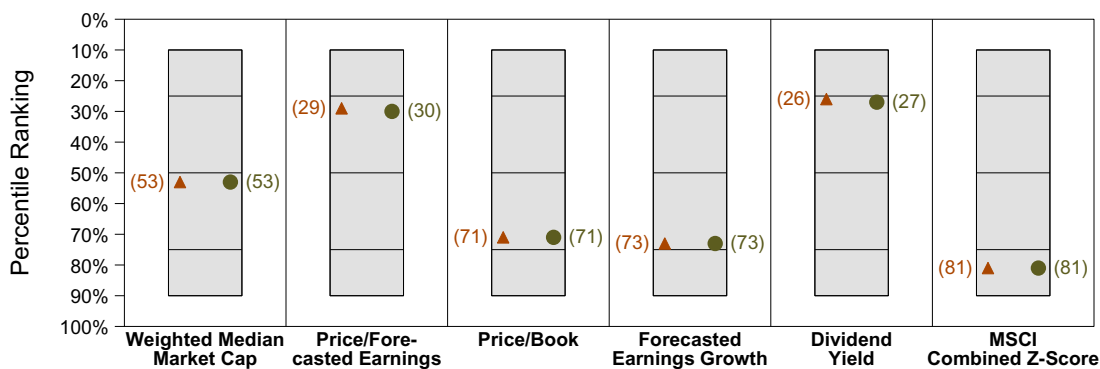 Percentile Ranking
0%
10%
20%
30%
40%
50%
60%
70%
80%
90%
100%
(53) (53)
(29) (30)
(71) (71)
(73) (73)
(26) (27)
(81) (81)
Weighted Median
Market Cap
Price/Fore-
casted Earnings
Price/Book
Forecasted
Earnings Growth
Dividend
Yield
MSCI
Combined Z-Score